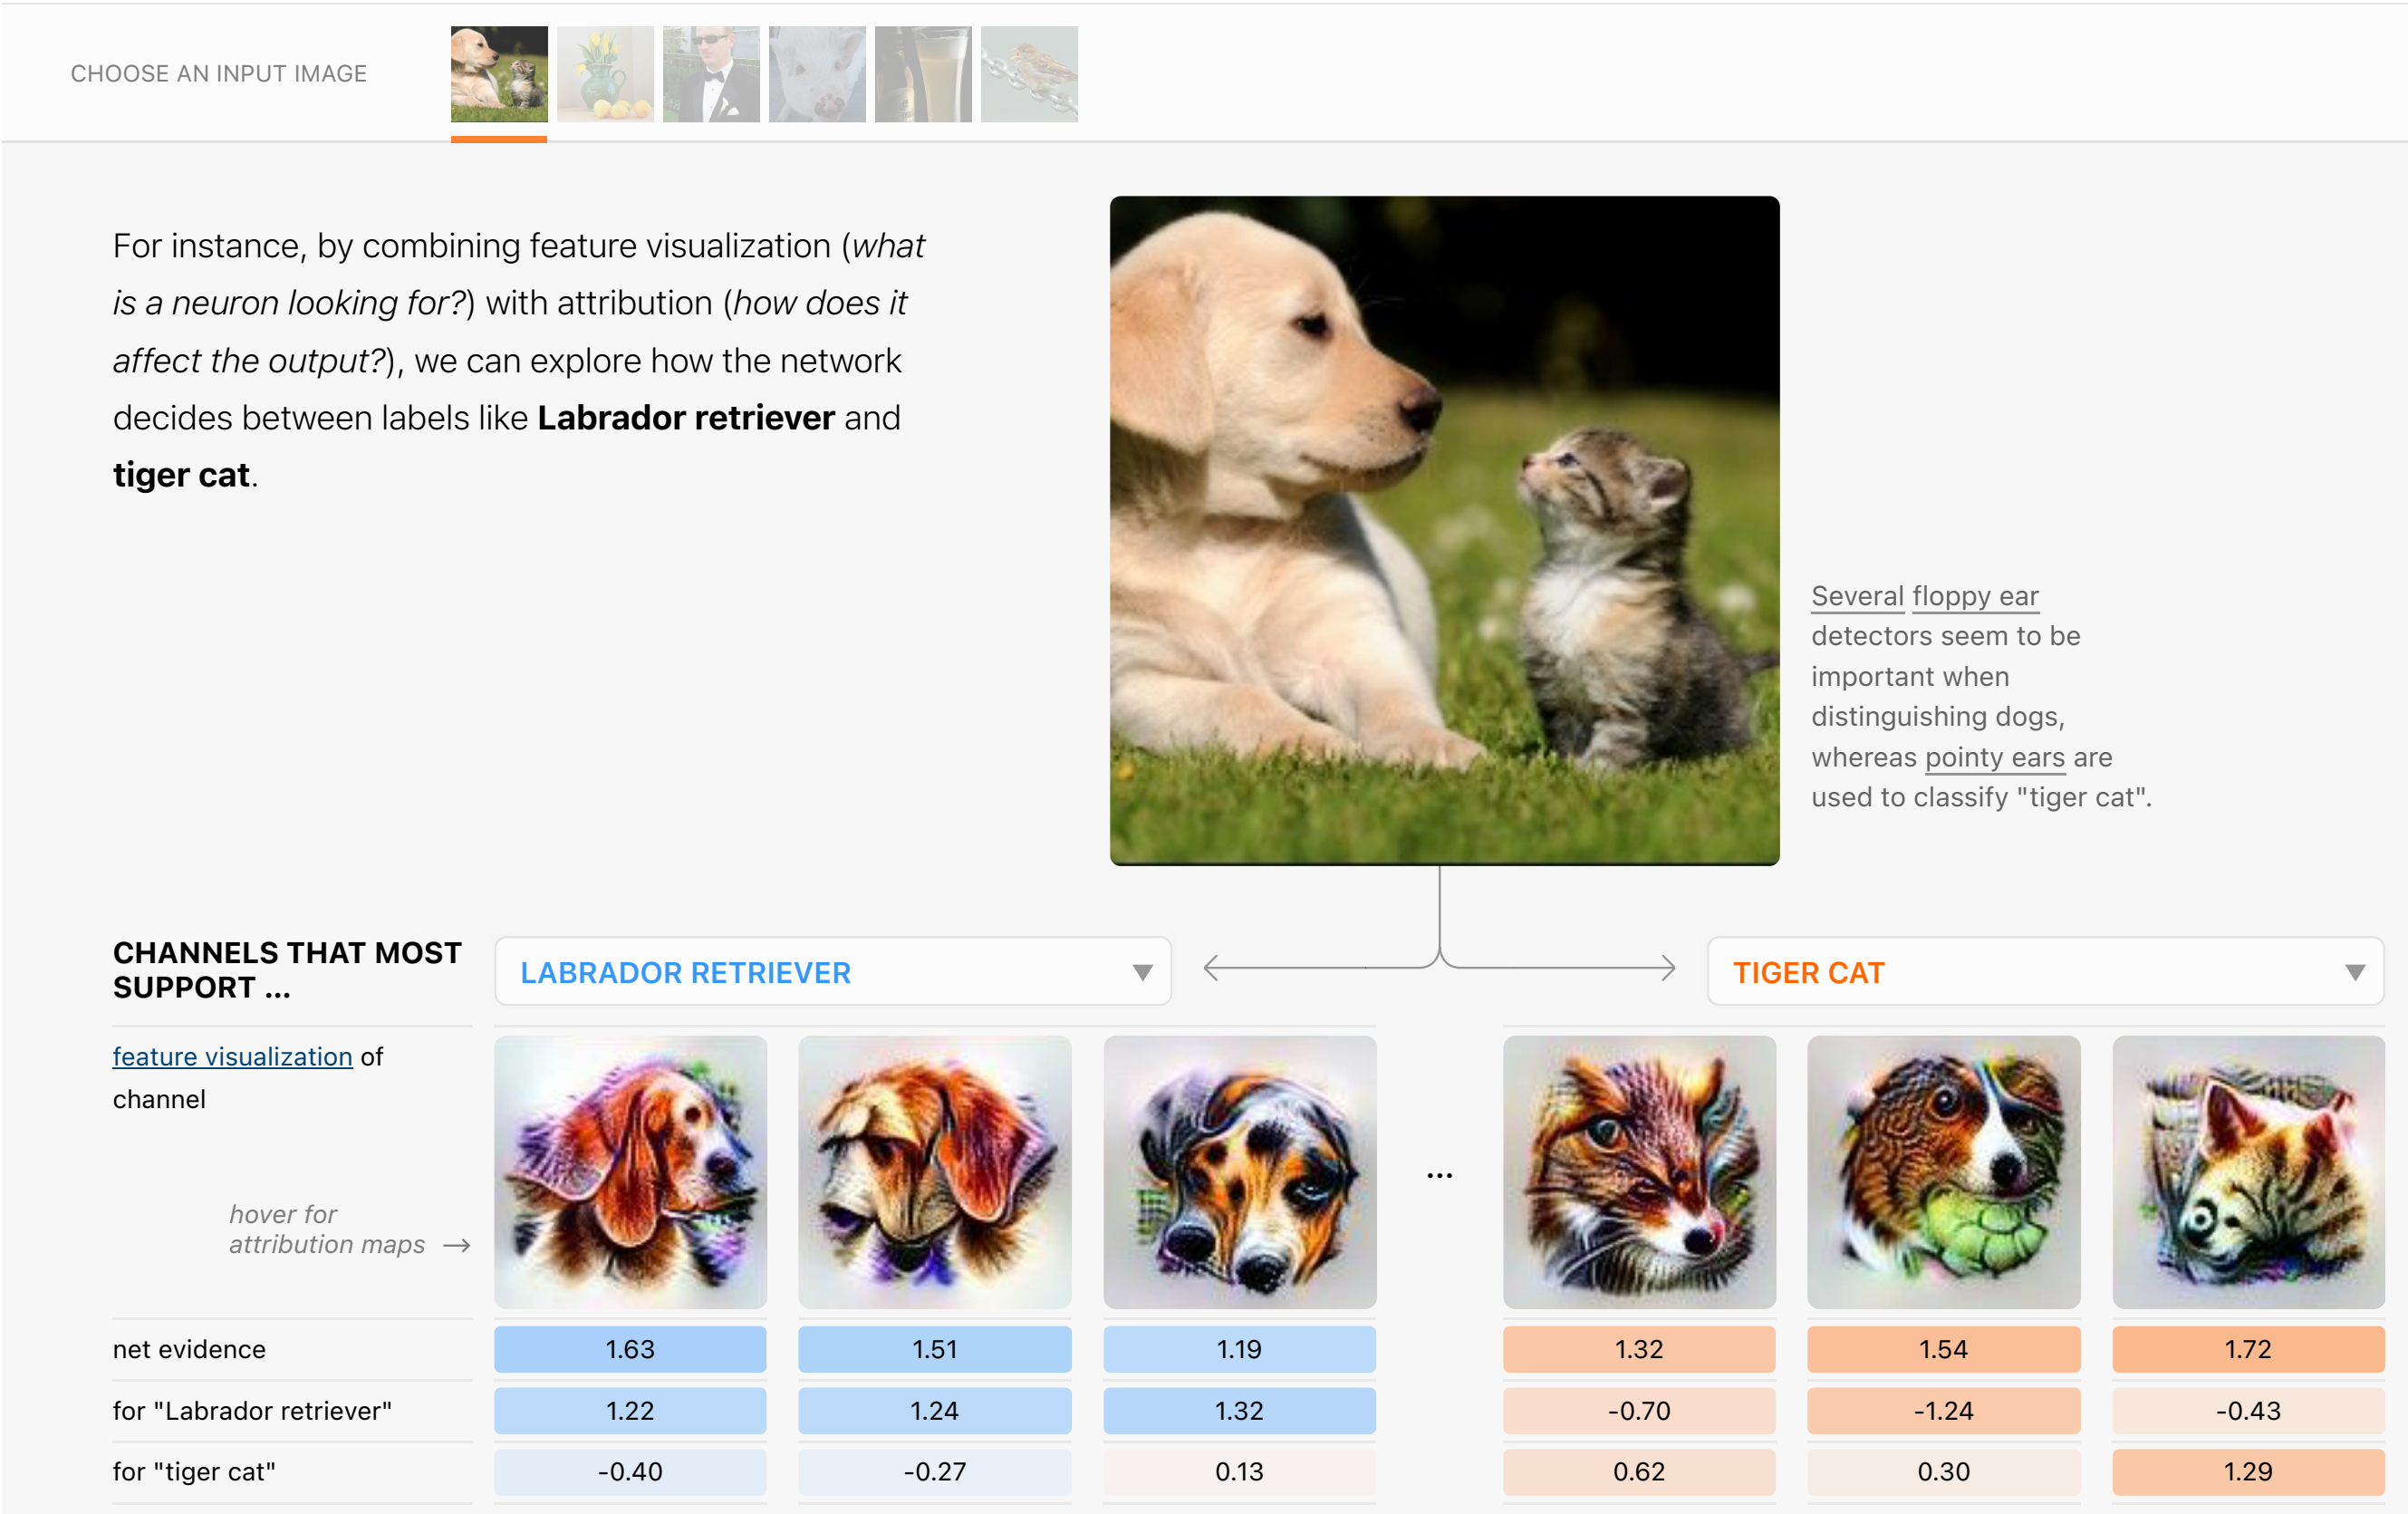 CHOOSE AN INPUT IMAGE
For instance, by combining feature visualization (what
is a neuron looking for?) with attribution (how does it
affect the output?), we can explore how the network
decides between labels like Labrador retriever and
tiger cat.
Several floppy ear
detectors seem to be
important when
distinguishing dogs,
whereas pointy ears are
used to classify "tiger cat".
CHANNELS THAT MOST
SUPPORT ...
LABRADOR RETRIEVER
TIGER CAT
feature visualization of
channel
hover for
attribution maps →
...
net evidence 1.63 1.51 1.19 1.32 1.54 1.72
for "Labrador retriever" 1.22 1.24 1.32 -0.70 -1.24 -0.43
for "tiger cat" -0.40 -0.27 0.13 0.62 0.30 1.29